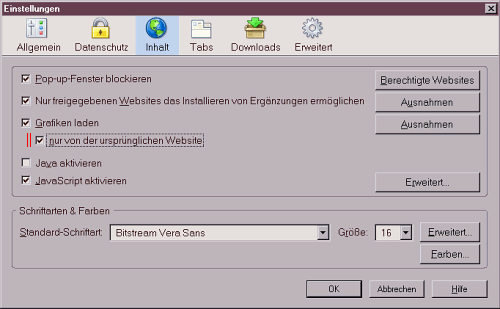 Einstellungen
Allgemein Datenschutz Inhalt Tabs Downloads Erweitert
Pop-up-Fenster blockieren Berechtigte Websites
Nur freigegebenen Websites das Installieren von Ergänzungen ermöglichen Ausnahmen
Grafiken laden Ausnahmen
nur von der ursprünglichen Website
Java aktivieren
JavaScript aktivieren Erweitert...
Schriftarten & Farben
Standard-Schriftart: Bitstream Vera Sans Größe: 16 Erweitert...
Farben...
OK Abbrechen Hilfe